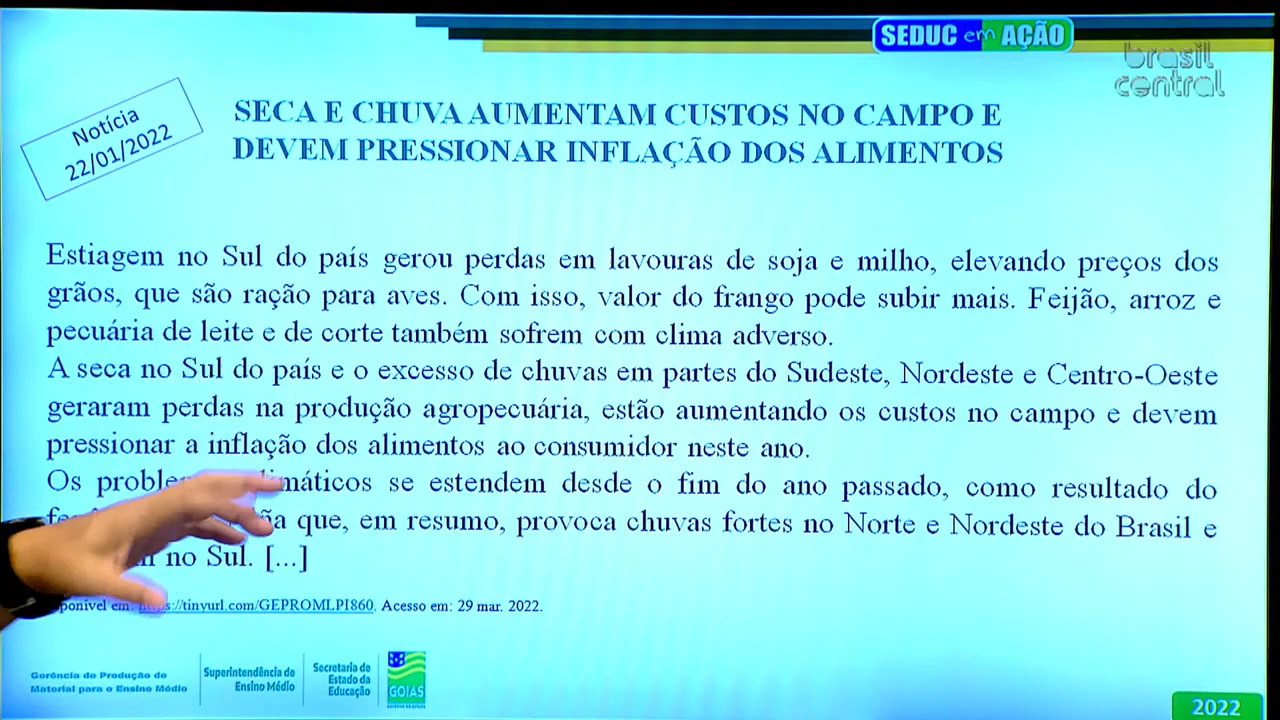 SEDUC em AÇÃO
brasil
central
Notícia
22/01/2022
SECA E CHUVA AUMENTAM CUSTOS NO CAMPO E
DEVEM PRESSIONAR INFLAÇÃO DOS ALIMENTOS
Estiagem no Sul do país gerou perdas em lavouras de soja e milho, elevando preços dos
grãos, que são ração para aves. Com isso, valor do frango pode subir mais. Feijão, arroz e
pecuária de leite e de corte também sofrem com clima adverso.
A seca no Sul do país e o excesso de chuvas em partes do Sudeste, Nordeste e Centro-Oeste
geraram perdas na produção agropecuária, estão aumentando os custos no campo e devem
pressionar a inflação dos alimentos ao consumidor neste ano.
Os se estendem desde o fim do ano passado, como resultado do
que, em resumo, provoca chuvas fortes no Norte e Nordeste do Brasil e
no Sul. [...]
em: https://tinyurl.com/GEPROMLPI860. Acesso em: 29 mar. 2022.
Gerência de Produção de
Material para o Ensino Médio
Superintendência de
Ensino Médio
Secretaria de
Estado da
Educação
GOIÁS
2022